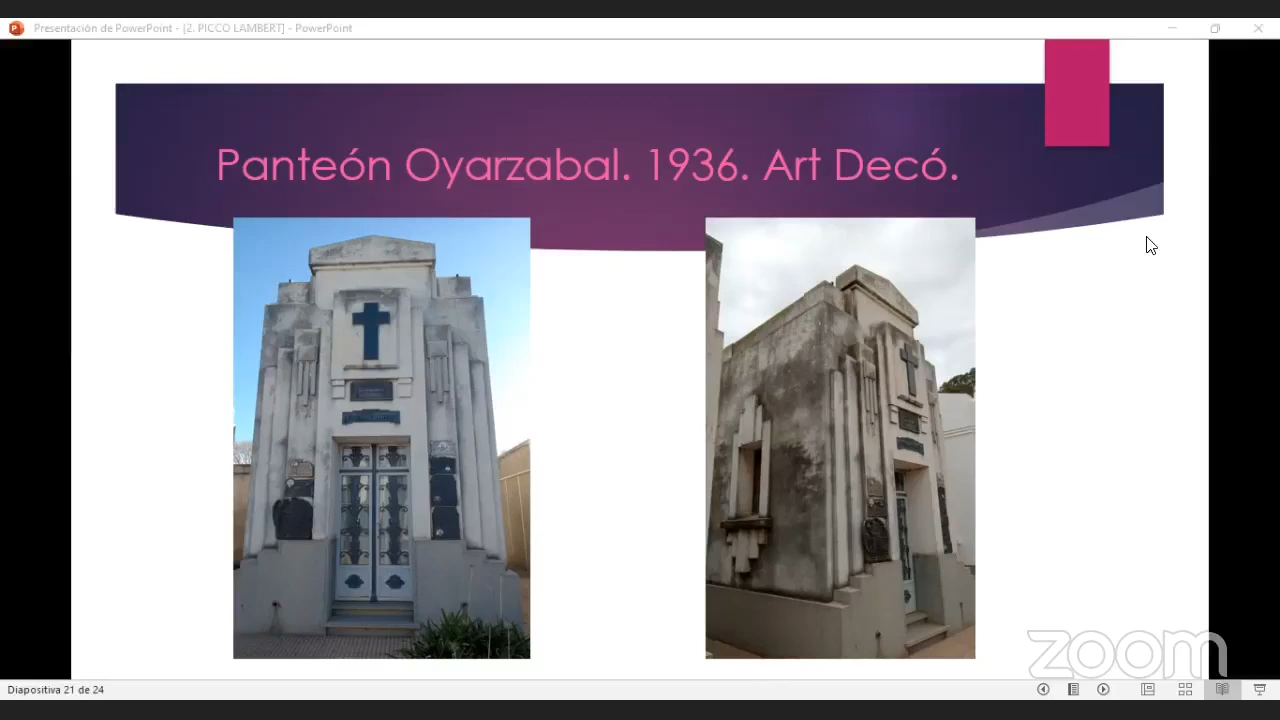 Presentación de PowerPoint - [2. PICCO LAMBERT] - PowerPoint
Panteón Oyarzabal. 1936. Art Decó.
zoom
Diapositiva 21 de 24